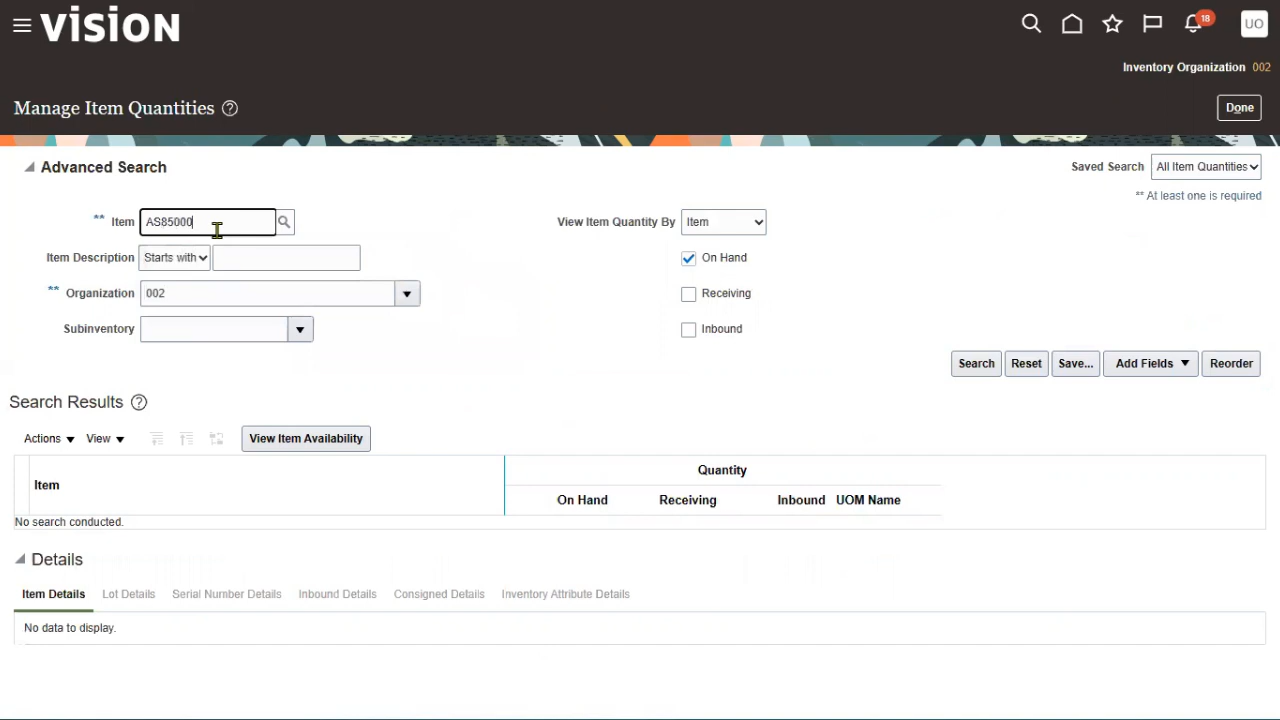 VISION
18
UO
Inventory Organization 002
Manage Item Quantities ?
Done
Advanced Search
Saved Search All Item Quantities
** At least one is required
** Item AS85000
View Item Quantity By Item
Item Description Starts with
On Hand
** Organization 002
Receiving
Subinventory
Inbound
Search Reset Save... Add Fields Reorder
Search Results ?
Actions View View Item Availability
Quantity
Item
On Hand Receiving Inbound UOM Name
No search conducted.
Details
Item Details Lot Details Serial Number Details Inbound Details Consigned Details Inventory Attribute Details
No data to display.